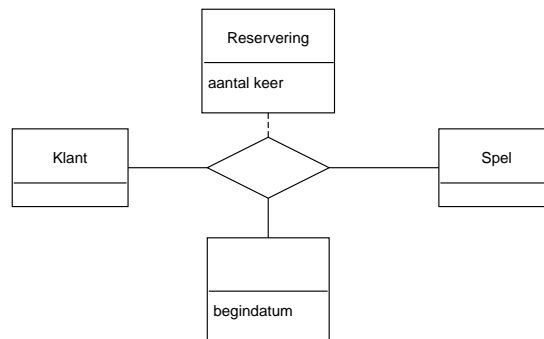 Reservering
aantal keer
Klant
Spel
begindatum